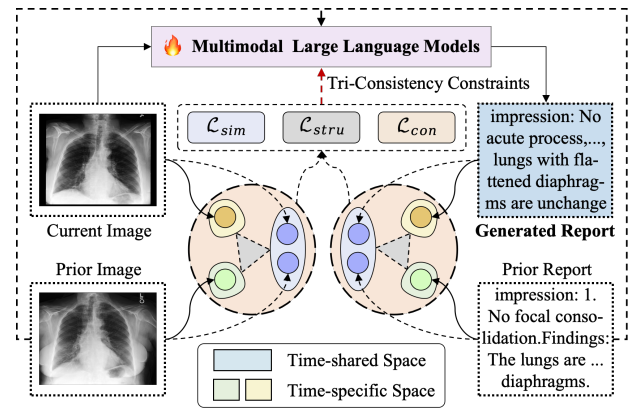 Multimodal Large Language Models
Tri-Consistency Constraints
ℒsim
ℒstru
ℒcon
Current Image
impression: No
acute process,...,
lungs with fla-
ttened diaphrag-
ms are unchange
Generated Report
Prior Image
Prior Report
impression: 1.
No focal conso-
lidation.Findings:
The lungs are ...
diaphragms.
Time-shared Space
Time-specific Space